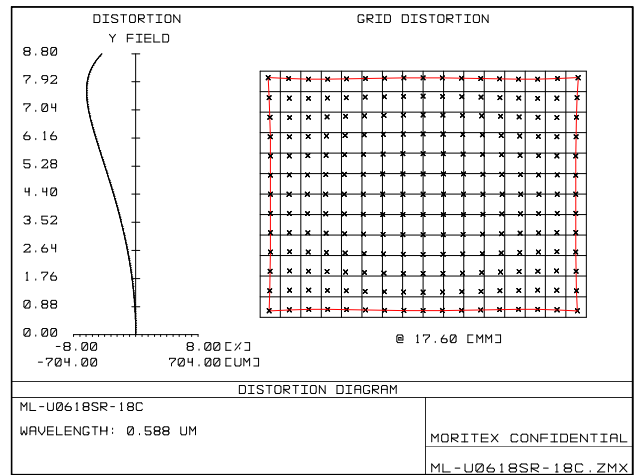 DISTORTION
Y FIELD
8.80
7.92
7.04
6.16
5.28
4.40
3.52
2.64
1.76
0.88
0.00
-8.00 8.00[%]
-704.00 704.00[UM]
GRID DISTORTION
@ 17.60 [MM]
DISTORTION DIAGRAM
ML-U0618SR-18C
WAVELENGTH: 0.588 UM
MORITEX CONFIDENTIAL
ML-U0618SR-18C.ZMX